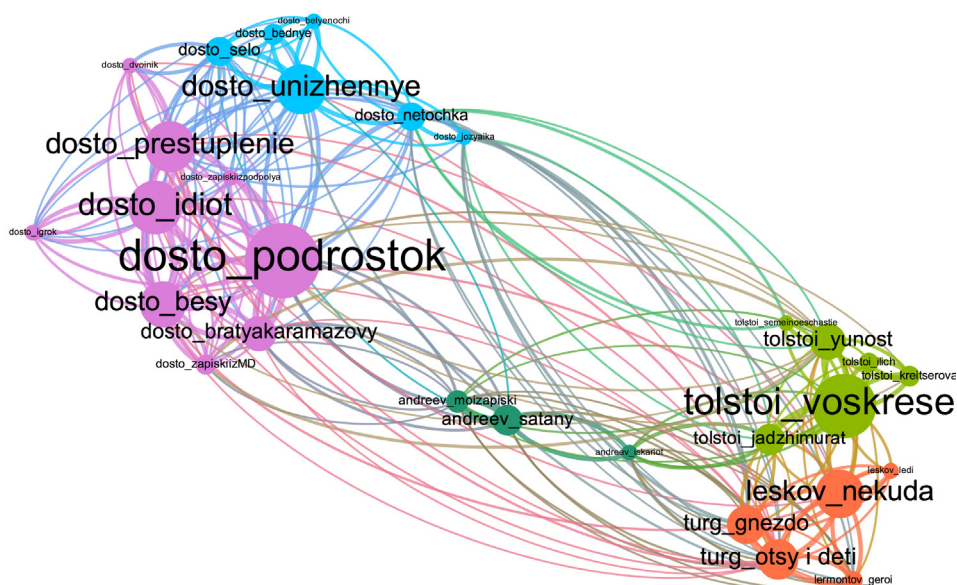 dosto_belyenochi
dosto_bednye
dosto_selo
dosto_dvoinik
dosto_unizhennye
dosto_netochka
dosto_jozyaika
dosto_prestuplenie
dosto_zapiskiizpodpolya
dosto_idiot
dosto_igrok
dosto_podrostok
dosto_besy
dosto_bratyakaramazovy
dosto_zapiskiizMD
tolstoi_semeinoeschastie
tolstoi_yunost
tolstoi_ilich
tolstoi_kreitserova
andreev_moizapiski
tolstoi_voskrese
andreev_satany
tolstoi_jadzhimurat
andreev_iskariot
leskov_ledi
leskov_nekuda
turg_gnezdo
turg_otsy i deti
lermontov_geroi